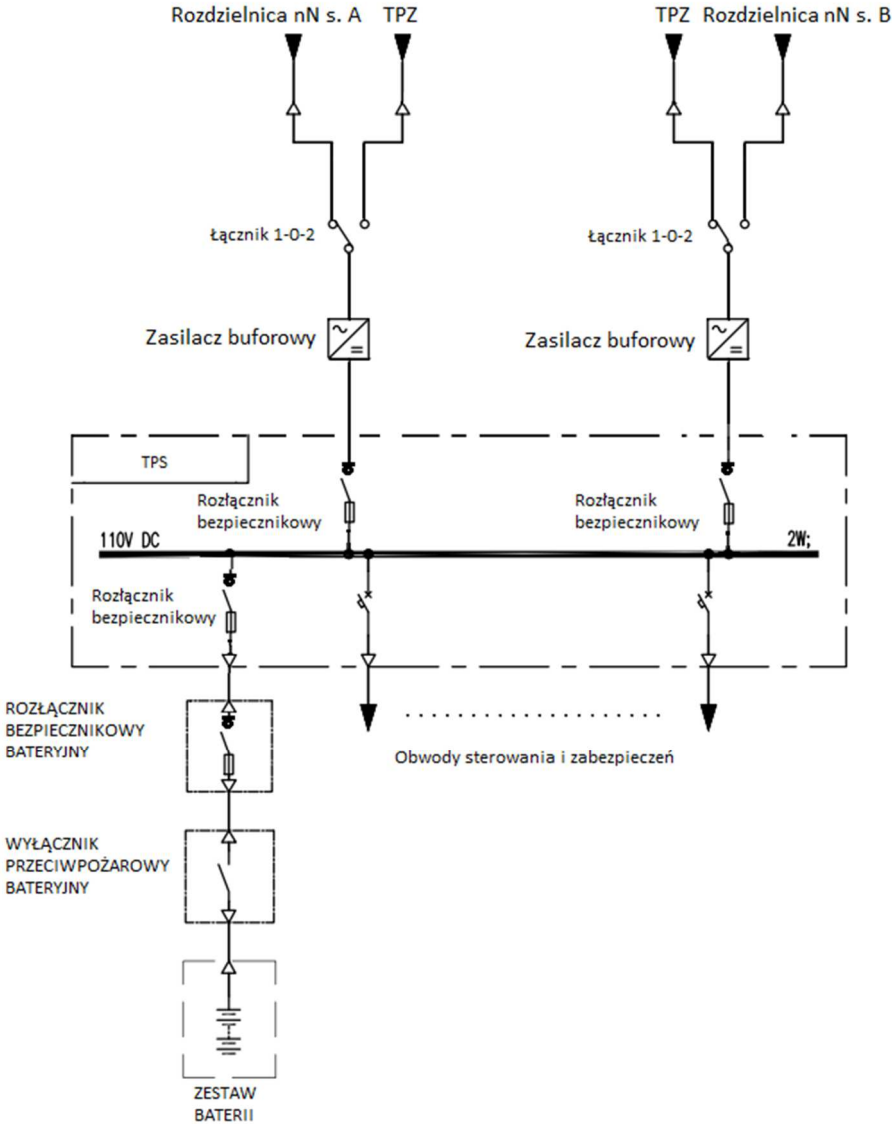 Rozdzielnica nN s. A TPZ
TPZ Rozdzielnica nN s. B
Łącznik 1-0-2
Łącznik 1-0-2
Zasilacz buforowy
Zasilacz buforowy
TPS
Rozłącznik
bezpiecznikowy
Rozłącznik
bezpiecznikowy
110V DC
2W;
Rozłącznik
bezpiecznikowy
ROZŁĄCZNIK
BEZPIECZNIKOWY
BATERYJNY
Obwody sterowania i zabezpieczeń
WYŁĄCZNIK
PRZECIWPOŻAROWY
BATERYJNY
ZESTAW
BATERII